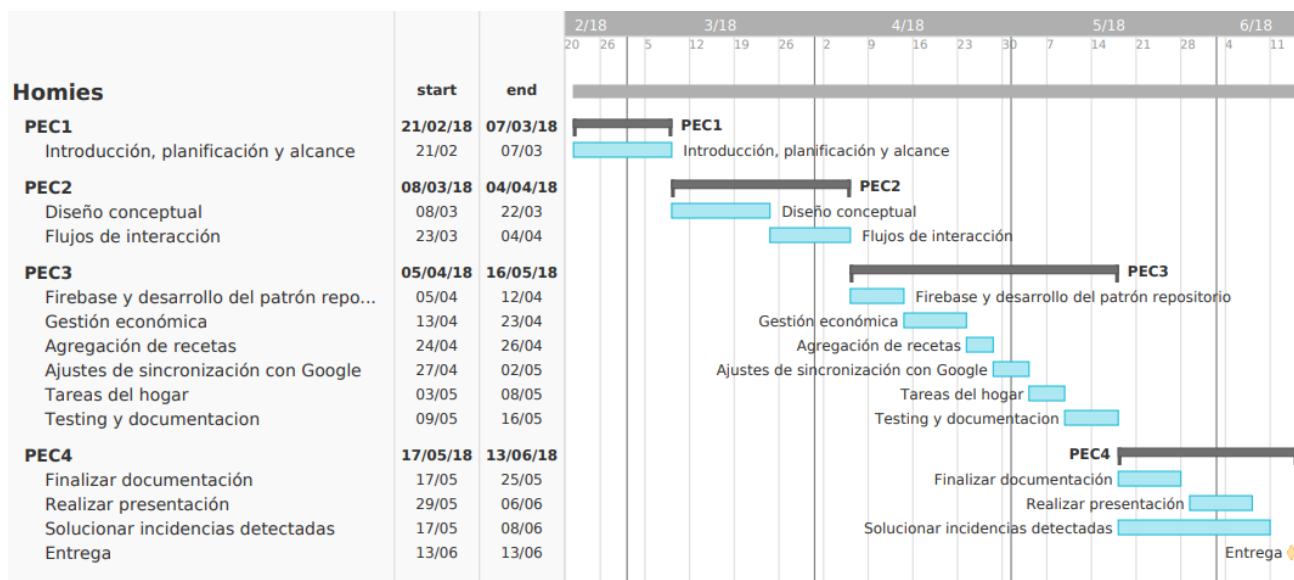 2/18 3/18 4/18 5/18 6/18
20 26 5 12 19 26 2 9 16 23 30 7 14 21 28 4 11
Homies start end
PEC1 21/02/18 07/03/18 PEC1
Introducción, planificación y alcance 21/02 07/03 Introducción, planificación y alcance
PEC2 08/03/18 04/04/18 PEC2
Diseño conceptual 08/03 22/03 Diseño conceptual
Flujos de interacción 23/03 04/04 Flujos de interacción
PEC3 05/04/18 16/05/18 PEC3
Firebase y desarrollo del patrón repo... 05/04 12/04 Firebase y desarrollo del patrón repositorio
Gestión económica 13/04 23/04 Gestión económica
Agregación de recetas 24/04 26/04 Agregación de recetas
Ajustes de sincronización con Google 27/04 02/05 Ajustes de sincronización con Google
Tareas del hogar 03/05 08/05 Tareas del hogar
Testing y documentacion 09/05 16/05 Testing y documentacion
PEC4 17/05/18 13/06/18 PEC4
Finalizar documentación 17/05 25/05 Finalizar documentación
Realizar presentación 29/05 06/06 Realizar presentación
Solucionar incidencias detectadas 17/05 08/06 Solucionar incidencias detectadas
Entrega 13/06 13/06 Entrega